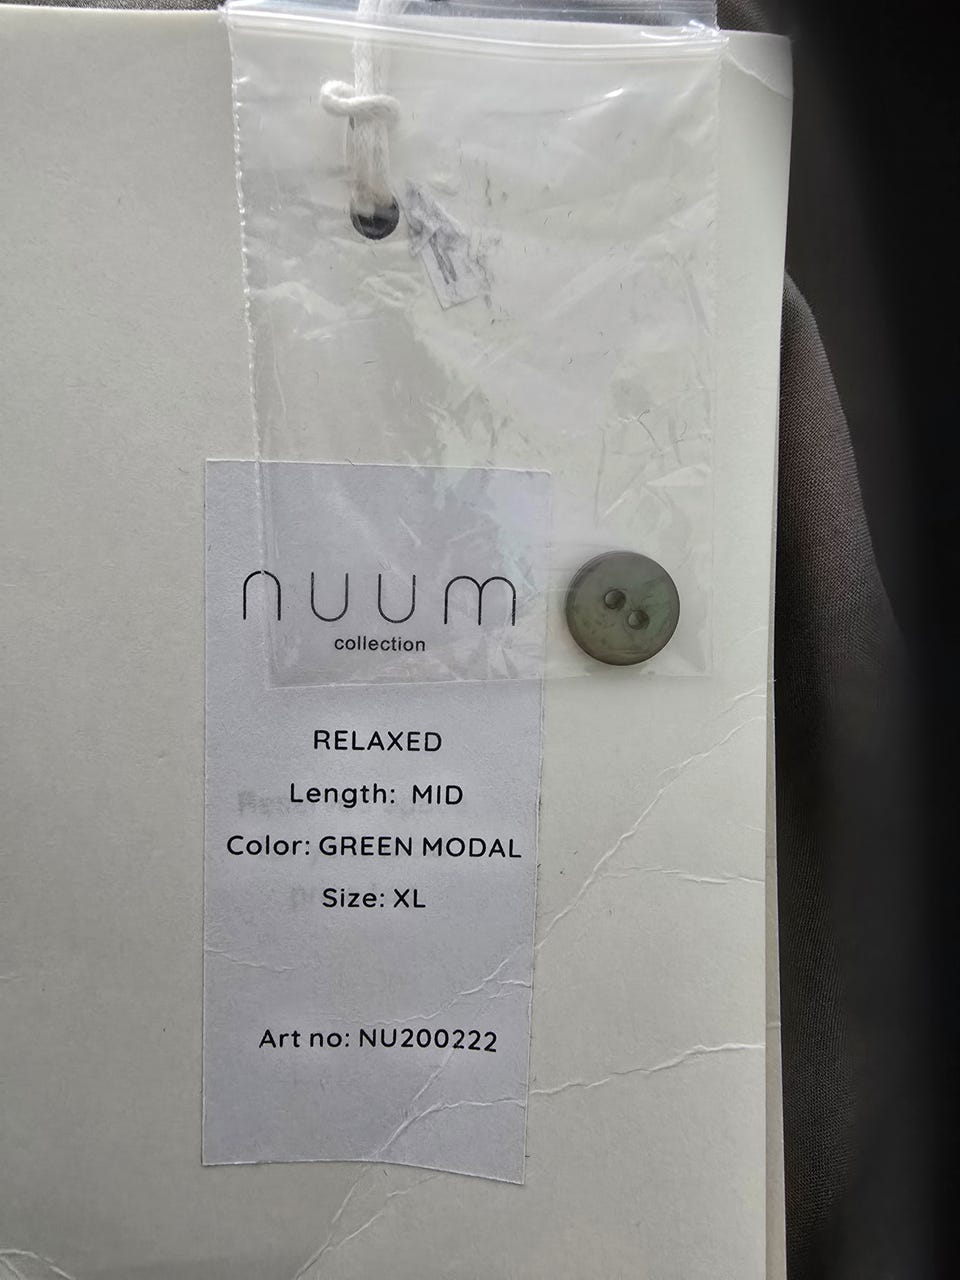 nuum
collection
RELAXED
Length: MID
Color: GREEN MODAL
Size: XL
Art no: NU200222